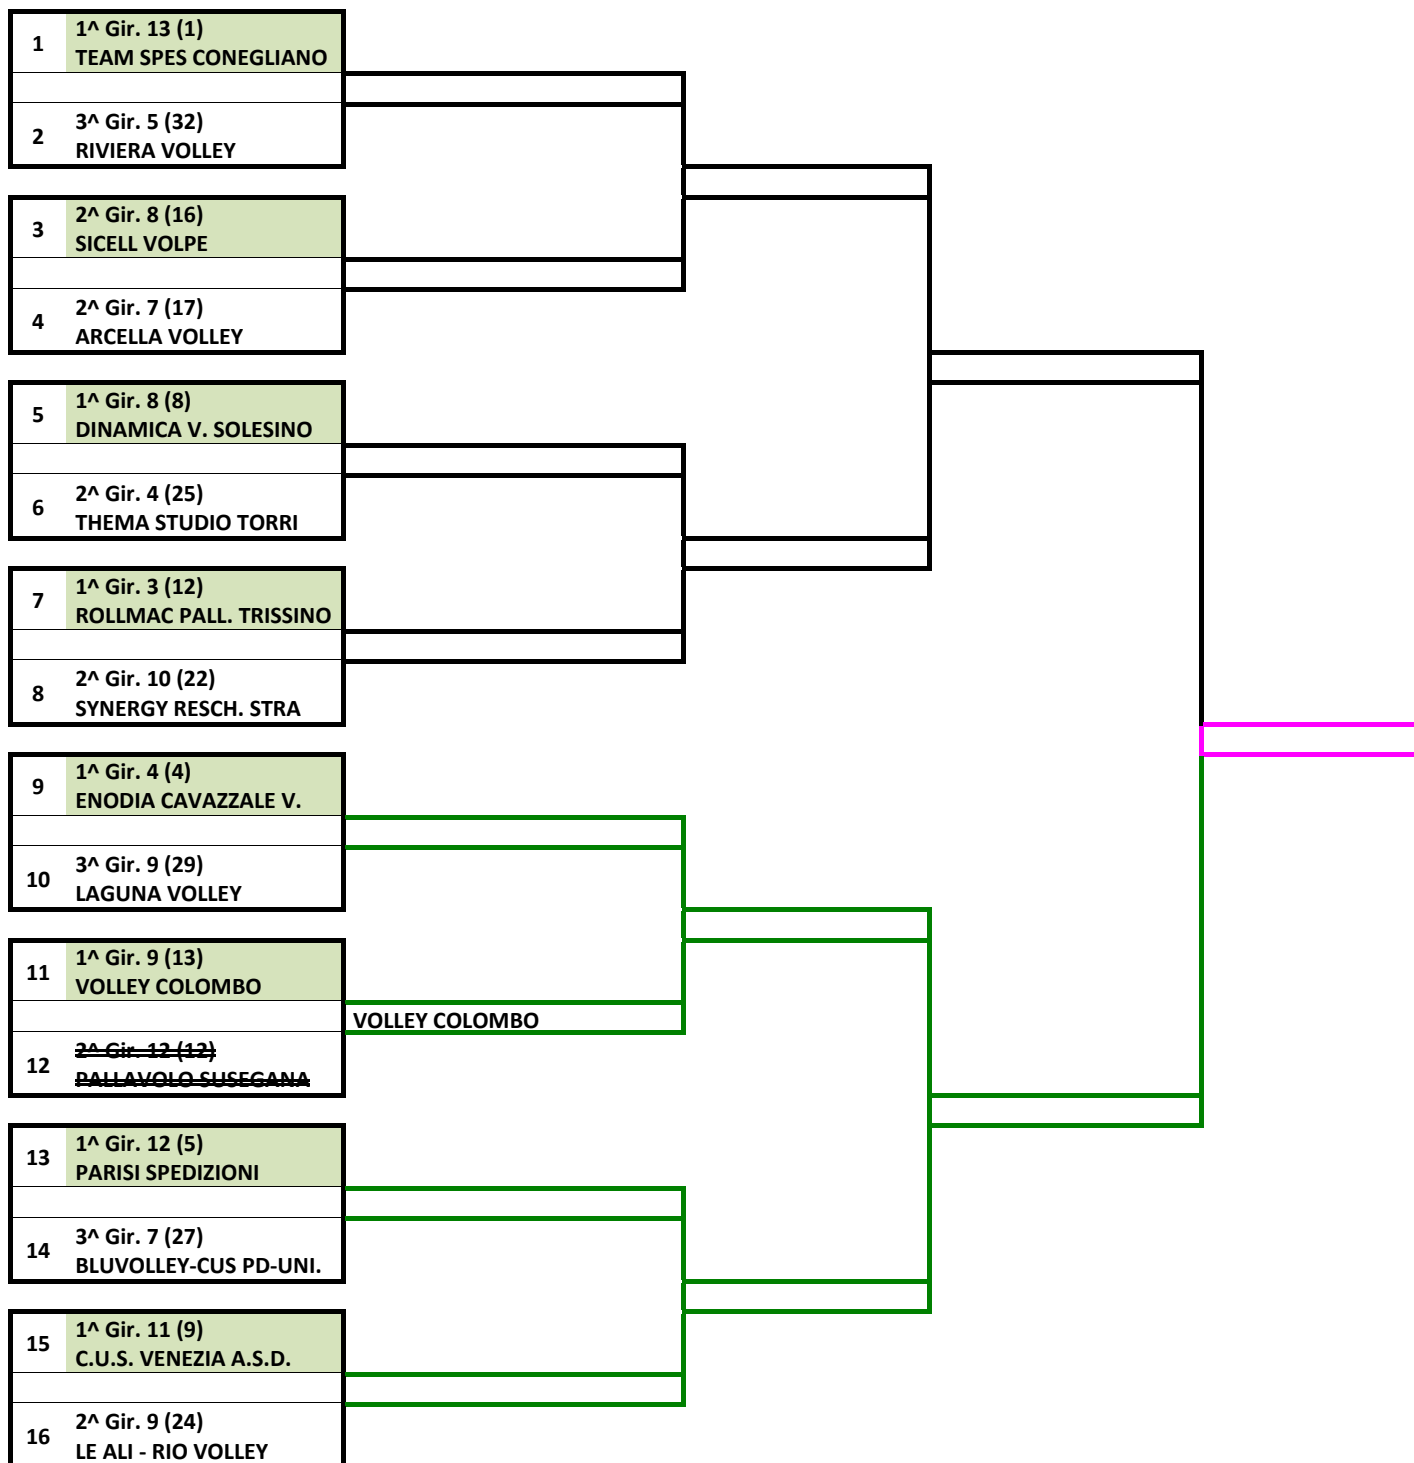 1
1^ Gir. 13 (1)
TEAM SPES CONEGLIANO
2
3^ Gir. 5 (32)
RIVIERA VOLLEY
3
2^ Gir. 8 (16)
SICELL VOLPE
4
2^ Gir. 7 (17)
ARCELLA VOLLEY
5
1^ Gir. 8 (8)
DINAMICA V. SOLESINO
6
2^ Gir. 4 (25)
THEMA STUDIO TORRI
7
1^ Gir. 3 (12)
ROLLMAC PALL. TRISSINO
8
2^ Gir. 10 (22)
SYNERGY RESCH. STRA
9
1^ Gir. 4 (4)
ENODIA CAVAZZALE V.
10
3^ Gir. 9 (29)
LAGUNA VOLLEY
11
1^ Gir. 9 (13)
VOLLEY COLOMBO
VOLLEY COLOMBO
12
2^ Gir. 12 (12)
PALLAVOLO SUSEGANA
13
1^ Gir. 12 (5)
PARISI SPEDIZIONI
14
3^ Gir. 7 (27)
BLUVOLLEY-CUS PD-UNI.
15
1^ Gir. 11 (9)
C.U.S. VENEZIA A.S.D.
16
2^ Gir. 9 (24)
LE ALI - RIO VOLLEY